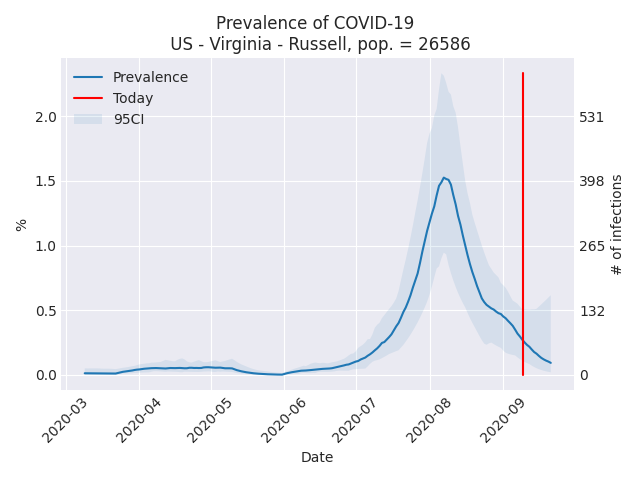 Prevalence of COVID-19
US - Virginia - Russell, pop. = 26586
Prevalence
Today
95CI
2.0
1.5
1.0
0.5
0.0
%
531
398
265
132
0
# of infections
2020-03
2020-04
2020-05
2020-06
2020-07
2020-08
2020-09
Date